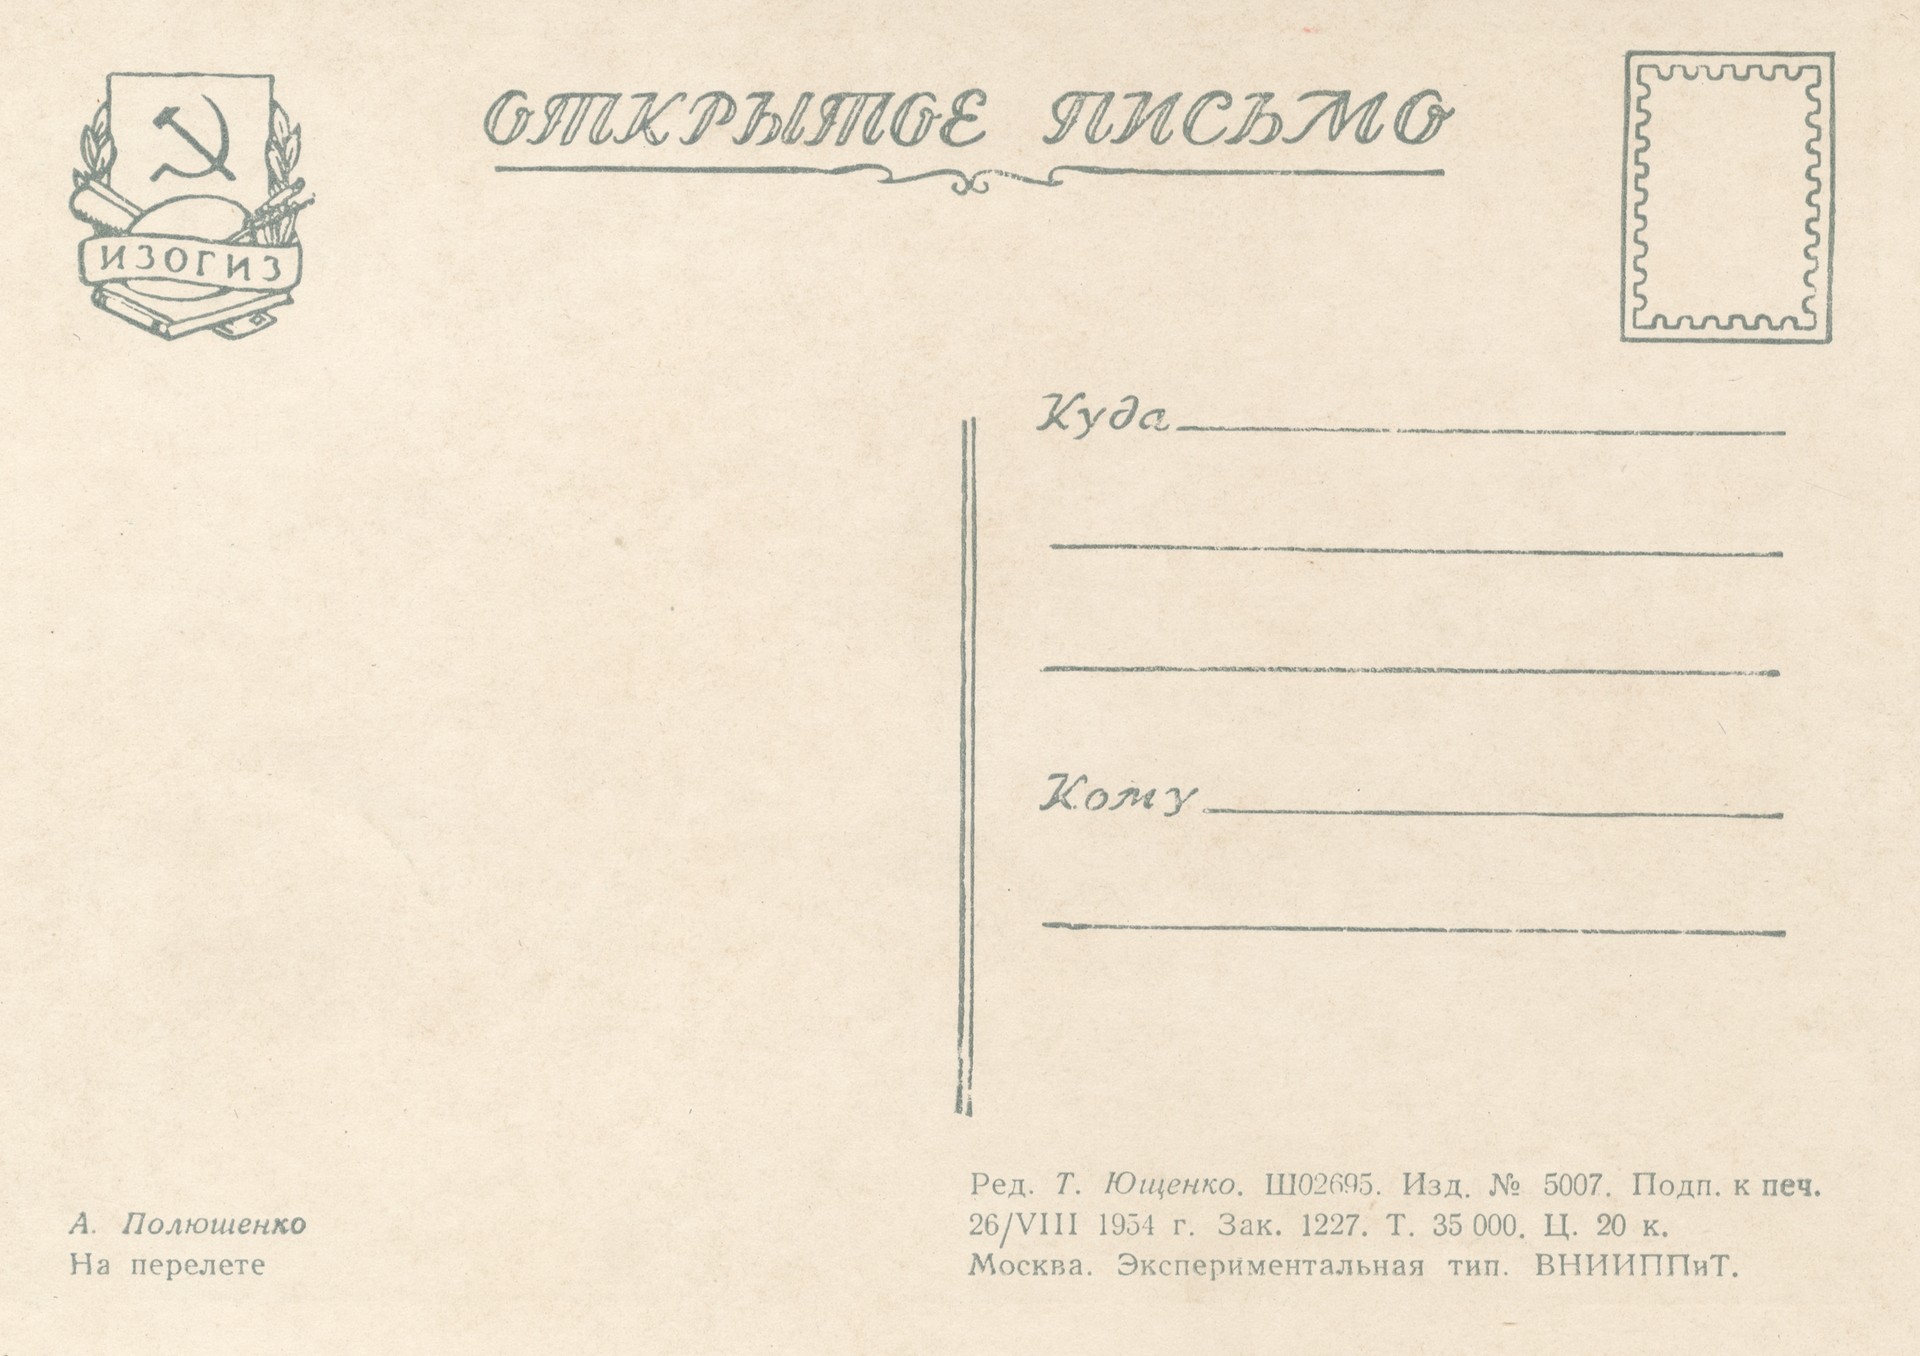 ОТКРЫТОЕ ПИСЬМО
ИЗОГИЗ
Куда
Кому
А. Полюшенко
На перелете
Ред. Т. Ющенко. Ш02695. Изд. № 5007. Подп. к печ.
26/VIII 1954 г. Зак. 1227. Т. 35 000. Ц. 20 к.
Москва. Экспериментальная тип. ВНИИППиТ.